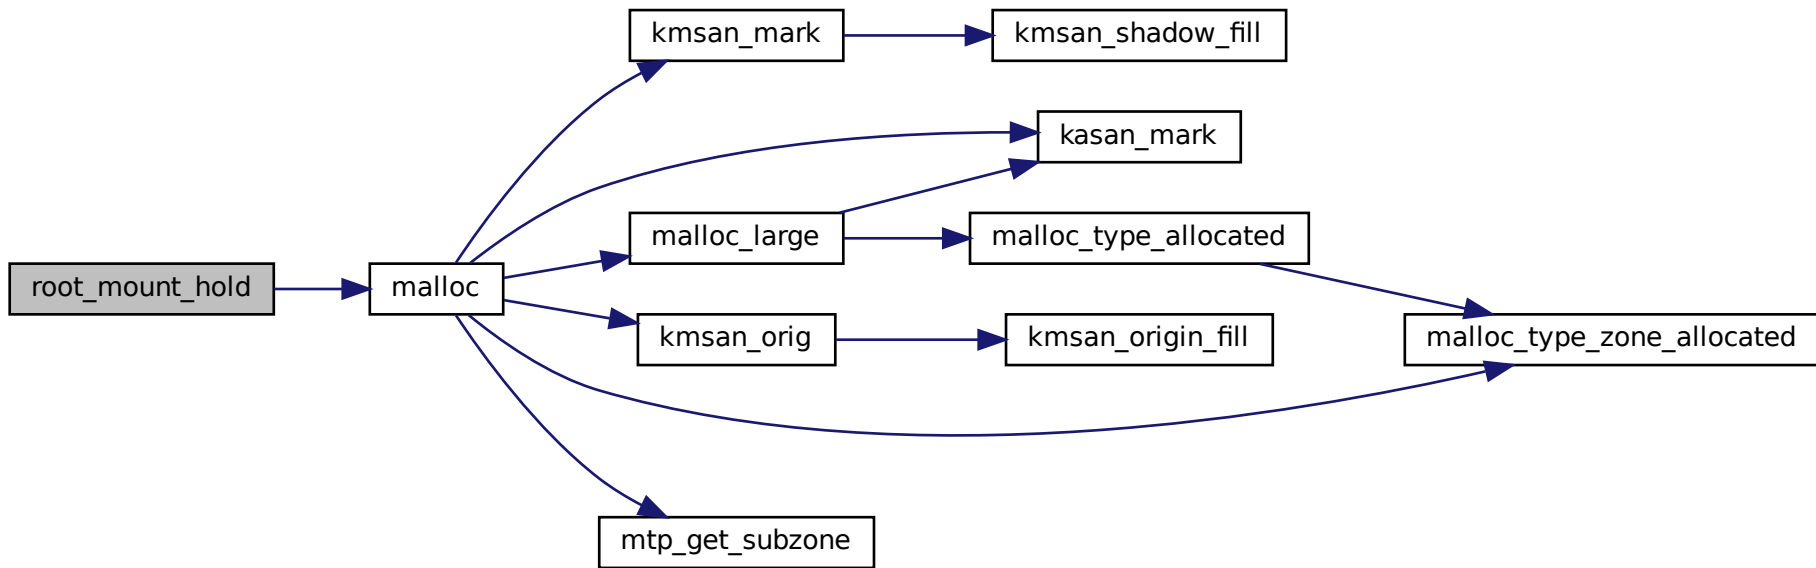 kmsan_mark
kmsan_shadow_fill
kasan_mark
malloc_large
malloc_type_allocated
root_mount_hold
malloc
kmsan_orig
kmsan_origin_fill
malloc_type_zone_allocated
mtp_get_subzone